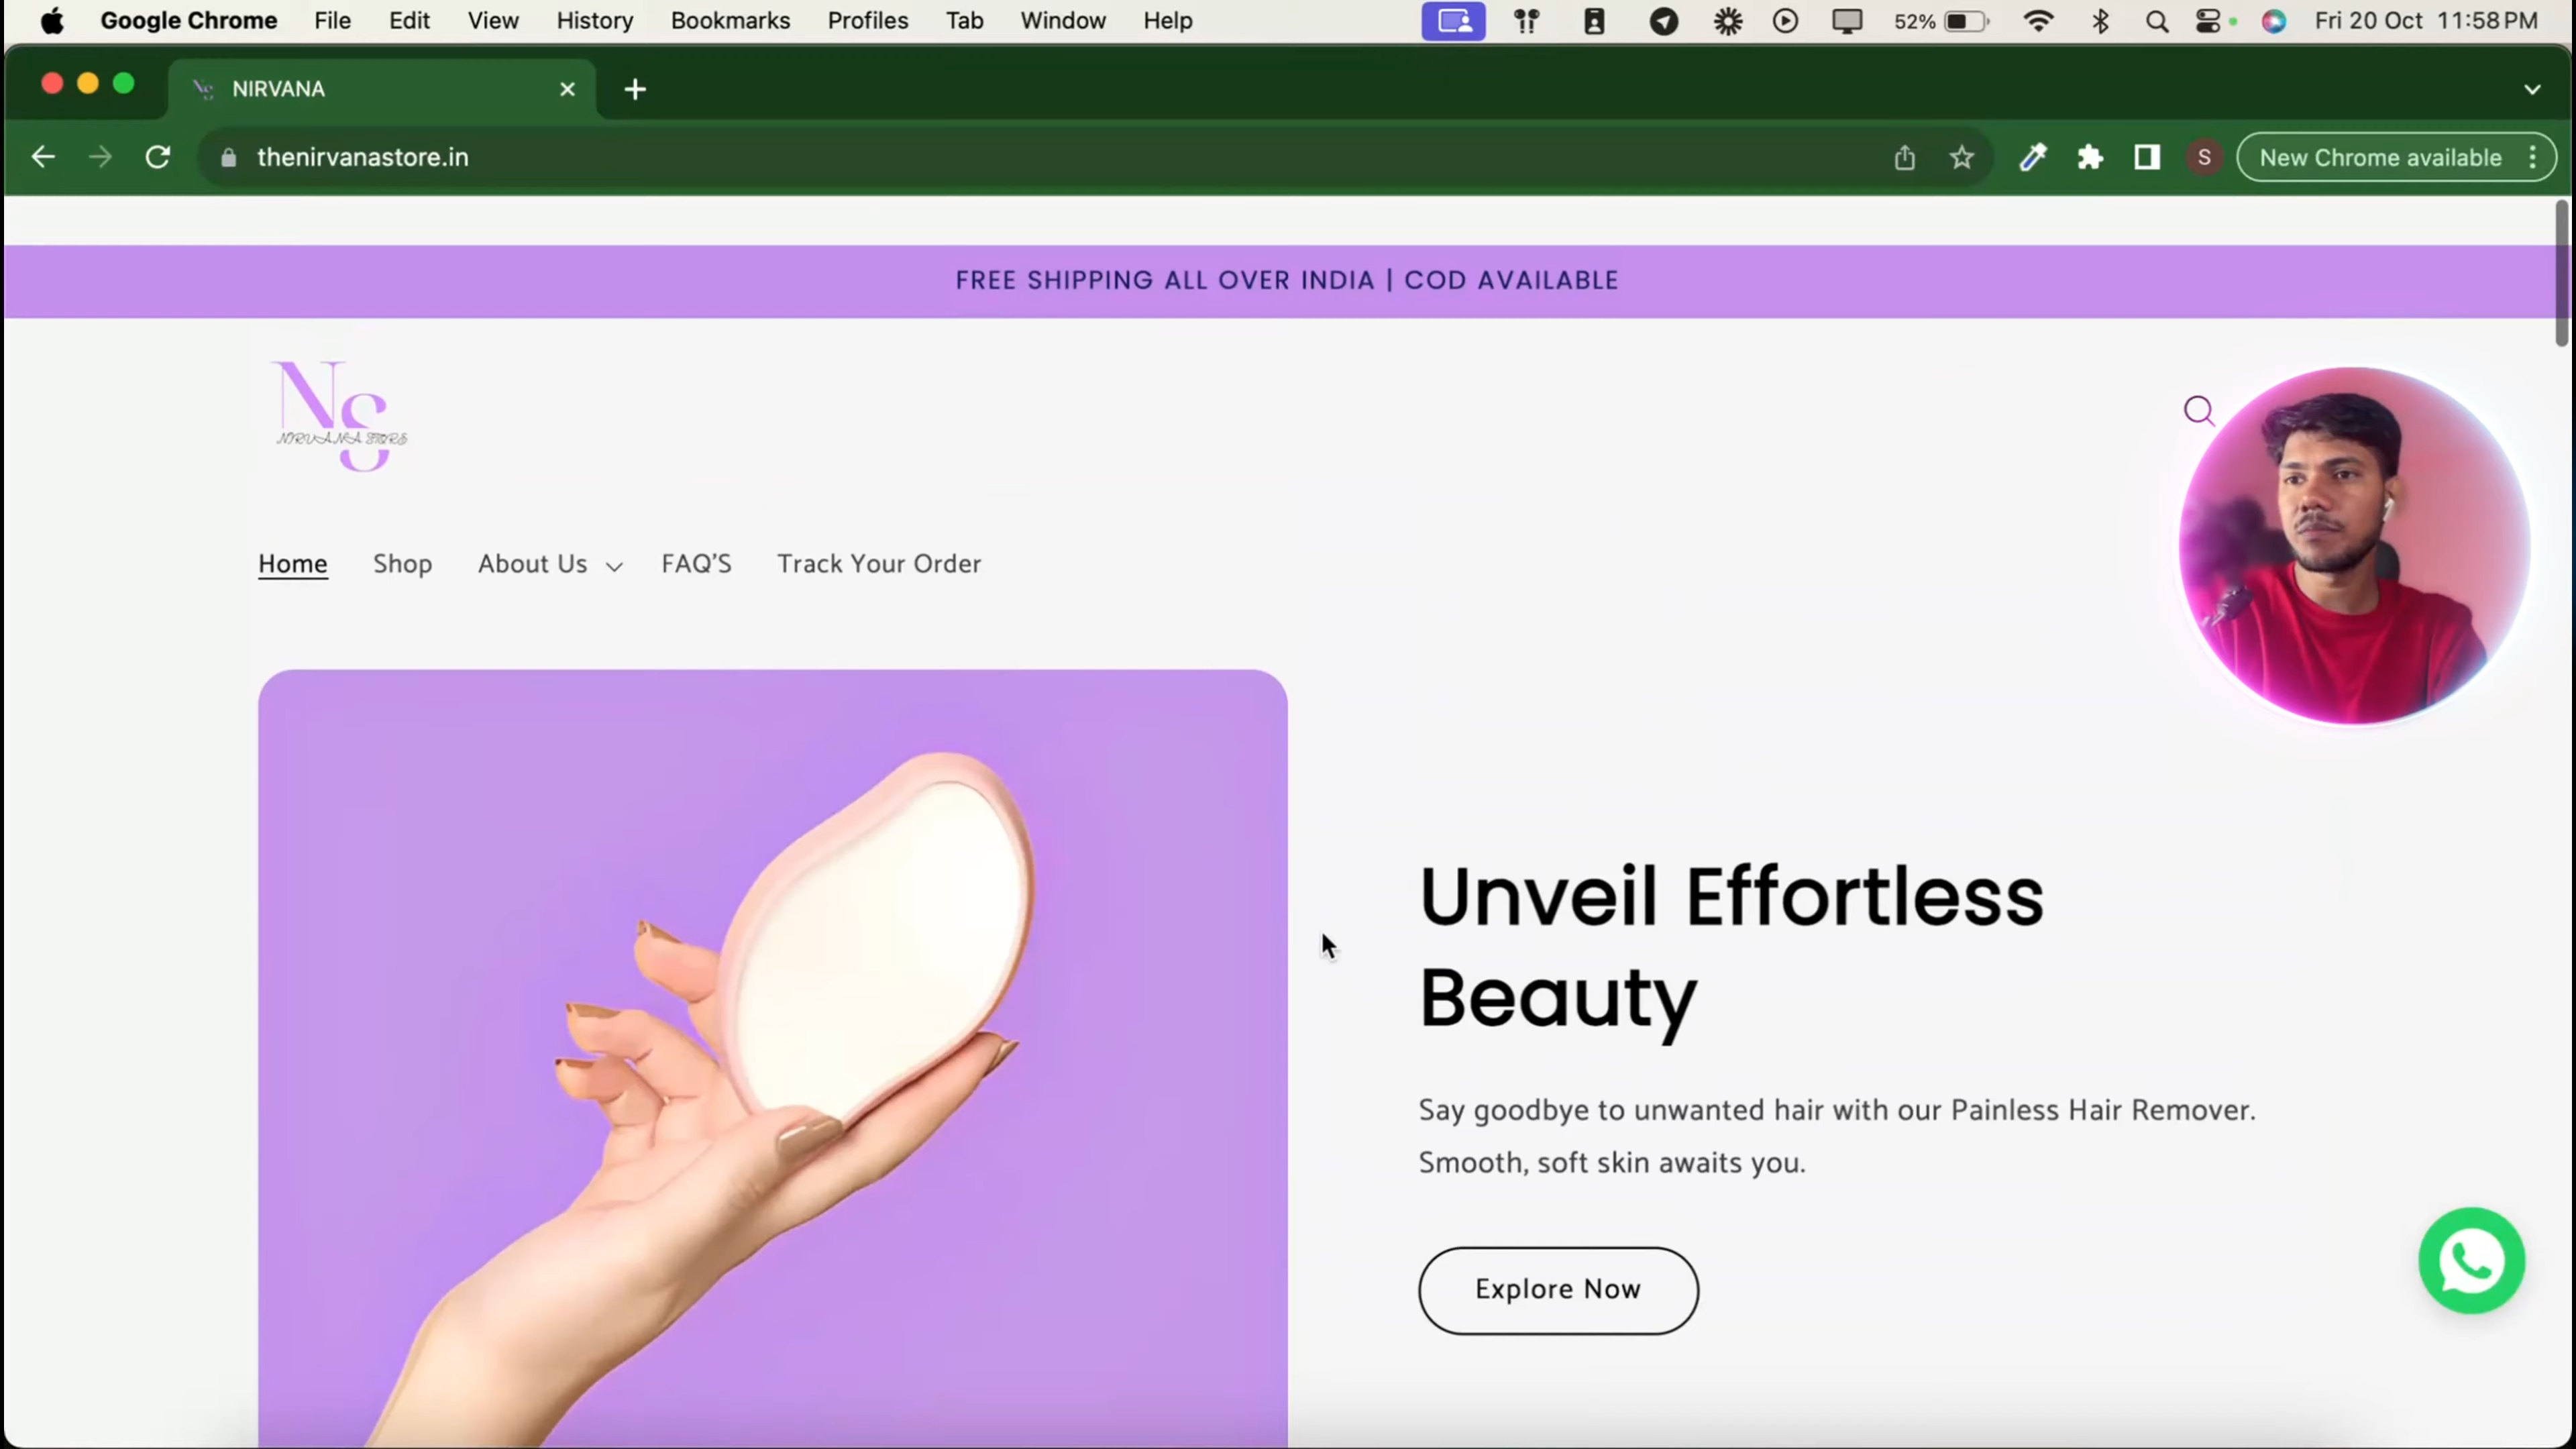 Google Chrome File Edit View History Bookmarks Profiles Tab Window Help 52% Fri 20 Oct 11:58 PM
NIRVANA
thenirvanastore.in S New Chrome available
FREE SHIPPING ALL OVER INDIA | COD AVAILABLE
NS
NIRVANA STORE
Home Shop About Us FAQ'S Track Your Order
Unveil Effortless
Beauty
Say goodbye to unwanted hair with our Painless Hair Remover.
Smooth, soft skin awaits you.
Explore Now